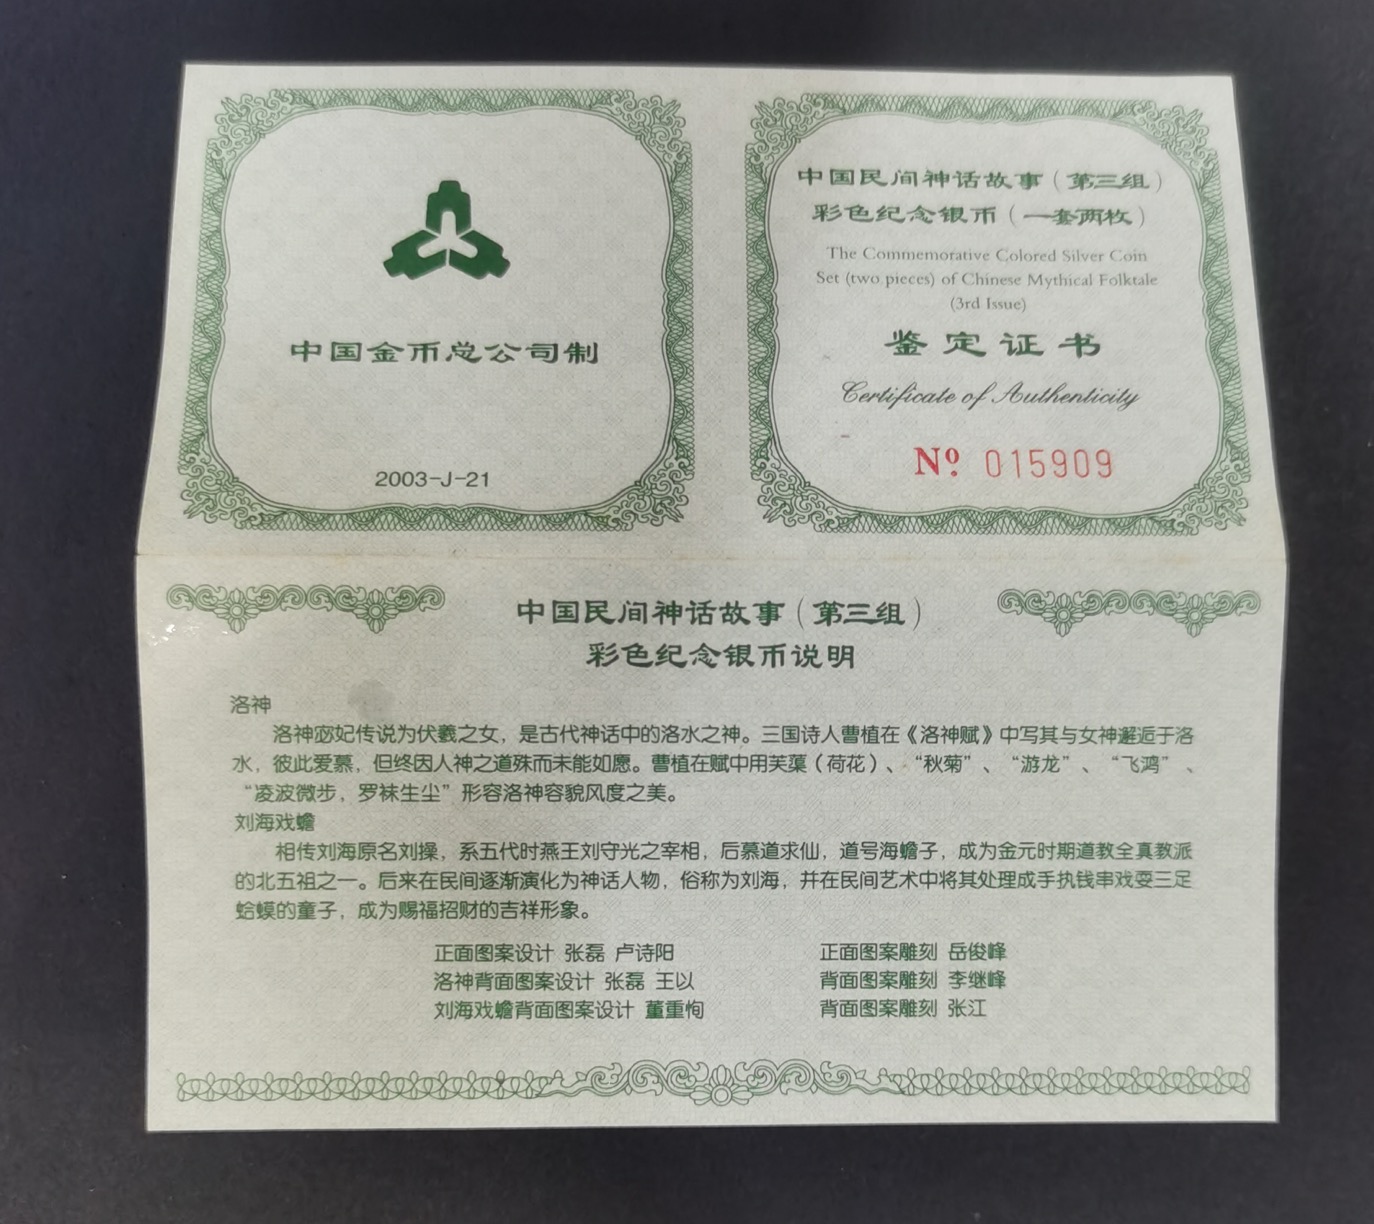 中国金币总公司制
2003-J-21
中国民间神话故事（第三组）
彩色纪念银币（一套两枚）
The Commemorative Colored Silver Coin
Set (two pieces) of Chinese Mythical Folktale
(3rd Issue)
鉴定证书
Certificate of Authenticity
Nº 015909
中国民间神话故事（第三组）
彩色纪念银币说明
洛神
洛神宓妃传说为伏羲之女，是古代神话中的洛水之神。三国诗人曹植在《洛神赋》中写其与女神邂逅于洛
水，彼此爱慕，但终因人神之道殊而未能如愿。曹植在赋中用芙蕖（荷花）、“秋菊”、“游龙”、“飞鸿”、
“凌波微步，罗袜生尘”形容洛神容貌风度之美。
刘海戏蟾
相传刘海原名刘操，系五代时燕王刘守光之宰相，后慕道求仙，道号海蟾子，成为金元时期道教全真教派
的北五祖之一。后来在民间逐渐演化为神话人物，俗称为刘海，并在民间艺术中将其处理成手执钱串戏耍三足
蛤蟆的童子，成为赐福招财的吉祥形象。
正面图案设计 张磊 卢诗阳 正面图案雕刻 岳俊峰
洛神背面图案设计 张磊 王以 背面图案雕刻 李继峰
刘海戏蟾背面图案设计 董重恂 背面图案雕刻 张江